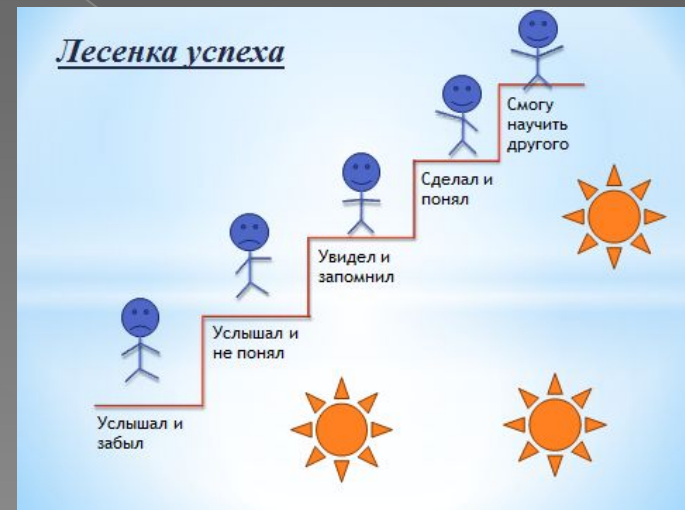 Лесенка успеха
Смогу
научить
другого
Сделал и
понял
Увидел и
запомнил
Услышал и
не понял
Услышал и
забыл